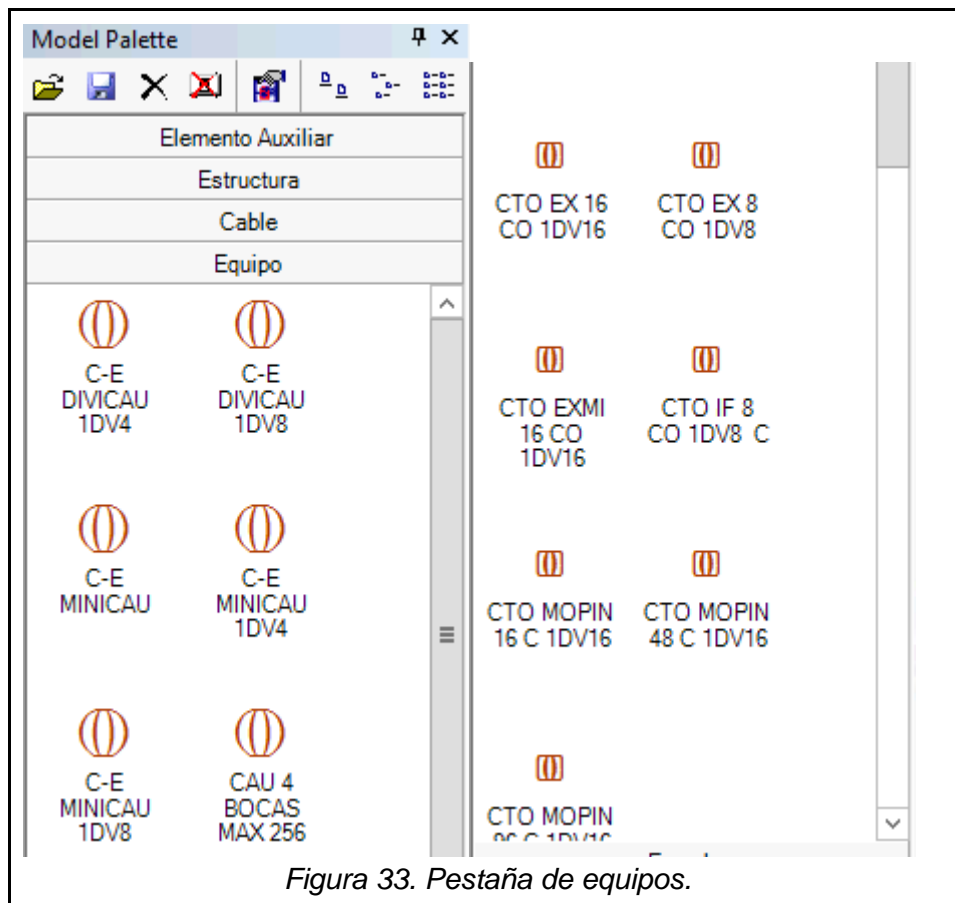 Model Palette
Elemento Auxiliar
Estructura
Cable
Equipo
C-E
DIVICAU
1DV4
C-E
DIVICAU
1DV8
C-E
MINICAU
C-E
MINICAU
1DV4
C-E
MINICAU
1DV8
CAU 4
BOCAS
MAX 256
CTO EX 16
CO 1DV16
CTO EX 8
CO 1DV8
CTO EXMI
16 CO
1DV16
CTO IF 8
CO 1DV8 C
CTO MOPIN
16 C 1DV16
CTO MOPIN
48 C 1DV16
CTO MOPIN
96 C 1DV16
Figura 33. Pestaña de equipos.